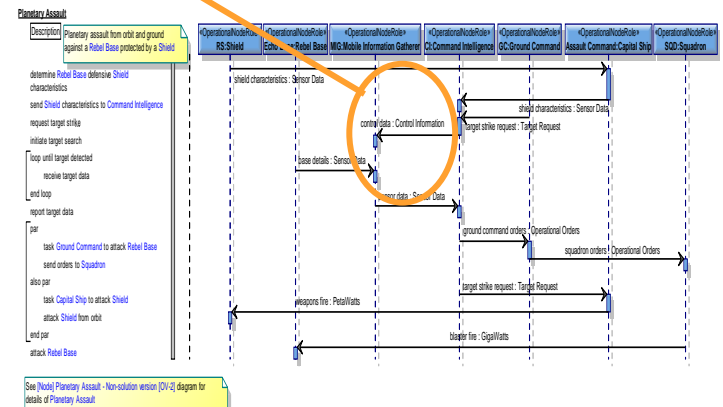 Planetary Assault
Description
Planetary assault from orbit and ground
against a Rebel Base protected by a Shield
«OperationalNodeRole»
RS:Shield
«OperationalNodeRole»
Rebel Base
«OperationalNodeRole»
MIG:Mobile Information Gatherer
«OperationalNodeRole»
CI:Command Intelligence
«OperationalNodeRole»
GC:Ground Command
«OperationalNodeRole»
Assault Command:Capital Ship
«OperationalNodeRole»
SQD:Squadron
determine Rebel Base defensive Shield
characteristics
shield characteristics : Sensor Data
send Shield characteristics to Command Intelligence
shield characteristics : Sensor Data
request target strike
control data : Control Information
target strike request : Target Request
initiate target search
loop until target detected
base details : Sensor Data
receive target data
end loop
sensor data : Sensor Data
report target data
par
ground command orders : Operational Orders
task Ground Command to attack Rebel Base
squadron orders : Operational Orders
send orders to Squadron
also par
target strike request : Target Request
task Capital Ship to attack Shield
weapons fire : PetaWatts
attack Shield from orbit
end par
blaster fire : GigaWatts
attack Rebel Base
See [Node] Planetary Assault - Non-solution version [OV-2] diagram for
details of Planetary Assault